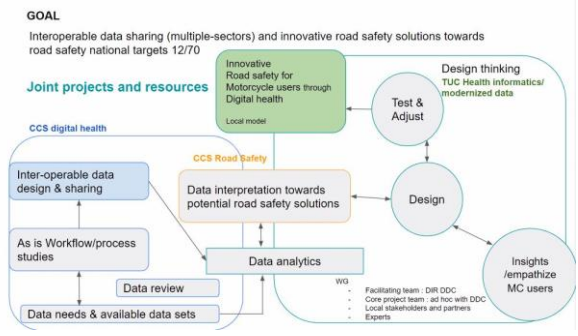 GOAL
Interoperable data sharing (multiple-sectors) and innovative road safety solutions towards
road safety national targets 12/70
Joint projects and resources
Innovative
Road safety for
Motorcycle users through
Digital health
Local model
Design thinking
TUC Health informatics/
modernized data
Test &
Adjust
CCS digital health
CCS Road Safety
Inter-operable data
design & sharing
Data interpretation towards
potential road safety solutions
Design
As is Workflow/process
studies
Data analytics
Insights
/empathize
MC users
Data review
Data needs & available data sets
WG
- Facilitating team : DIR DDC
- Core project team : ad hoc with DDC
- Local stakeholders and partners
- Experts